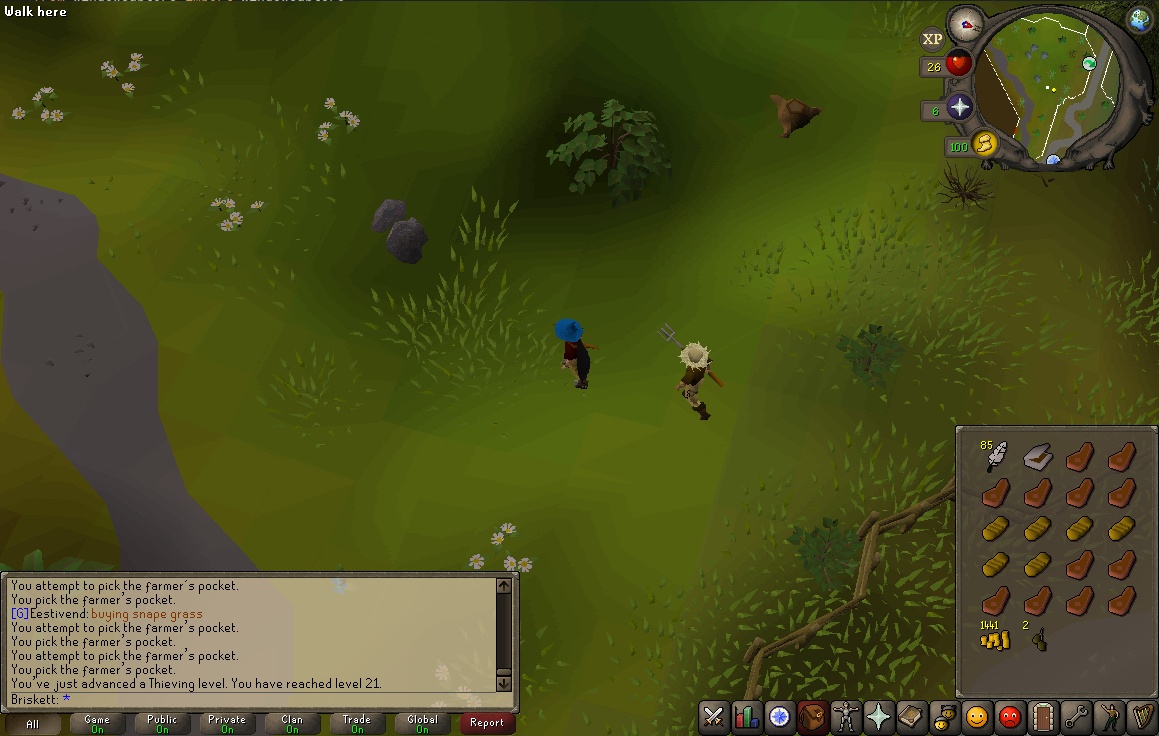 Walk here
XP
26
6
100
85
1441
2
You attempt to pick the farmer's pocket.
You pick the farmer's pocket.
[G]Eestivend: buying snape grass
You attempt to pick the farmer's pocket.
You pick the farmer's pocket.
You attempt to pick the farmer's pocket.
You pick the farmer's pocket.
You've just advanced a Thieving level. You have reached level 21.
Briskett: *
All
Game
On
Public
On
Private
On
Clan
On
Trade
On
Global
On
Report